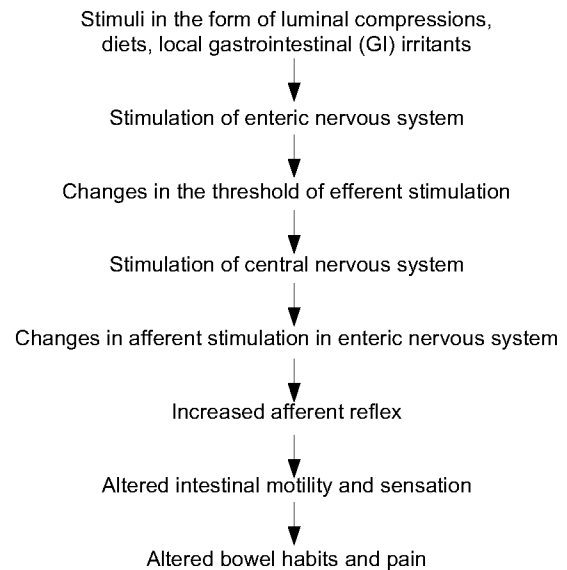 Stimuli in the form of luminal compressions,
diets, local gastrointestinal (GI) irritants
Stimulation of enteric nervous system
Changes in the threshold of efferent stimulation
Stimulation of central nervous system
Changes in afferent stimulation in enteric nervous system
Increased afferent reflex
Altered intestinal motility and sensation
Altered bowel habits and pain